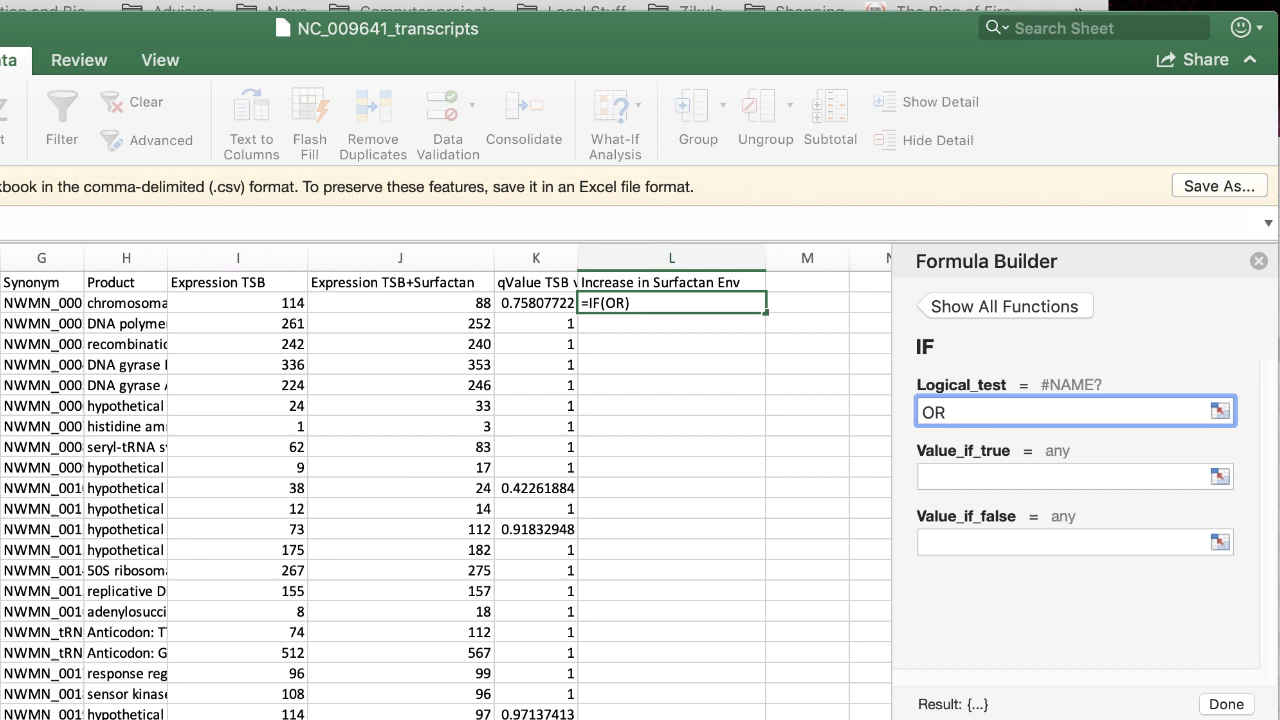 NC_009641_transcripts
Search Sheet
Review View
Share
Clear
Filter
Advanced
Text to Columns
Flash Fill
Remove Duplicates
Data Validation
Consolidate
What-If Analysis
Group
Ungroup
Subtotal
Show Detail
Hide Detail
book in the comma-delimited (.csv) format. To preserve these features, save it in an Excel file format.
Save As...
G H I J K L M
Synonym Product Expression TSB Expression TSB+Surfactan qValue TSB Increase in Surfactan Env
NWMN_000 chromosoma 114 88 0.75807722 =IF(OR)
NWMN_000 DNA polyme 261 252 1
NWMN_000 recombinatic 242 240 1
NWMN_000 DNA gyrase 336 353 1
NWMN_000 DNA gyrase 224 246 1
NWMN_000 hypothetical 24 33 1
NWMN_000 histidine am 1 3 1
NWMN_000 seryl-tRNA s 62 83 1
NWMN_000 hypothetical 9 17 1
NWMN_001 hypothetical 38 24 0.42261884
NWMN_001 hypothetical 12 14 1
NWMN_001 hypothetical 73 112 0.91832948
NWMN_001 hypothetical 175 182 1
NWMN_001 50S ribosoma 267 275 1
NWMN_001 replicative D 155 157 1
NWMN_001 adenylosucci 8 18 1
NWMN_tRN Anticodon: T 74 112 1
NWMN_tRN Anticodon: G 512 567 1
NWMN_001 response reg 96 99 1
NWMN_001 sensor kinase 108 96 1
NWMN_001 hypothetical 114 97 0.97137413
Formula Builder
Show All Functions
IF
Logical_test = #NAME?
OR
Value_if_true = any
Value_if_false = any
Result: {...}
Done